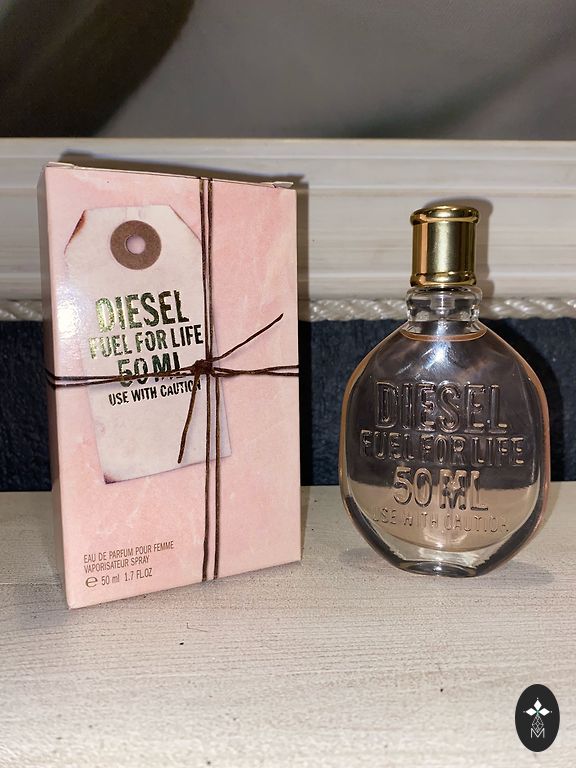 DIESEL
FUEL FOR LIFE
50 ML
USE WITH CAUTION
EAU DE PARFUM POUR FEMME
VAPORISATEUR SPRAY
℮ 50 ml 1.7 FL.OZ
DIESEL
FUEL FOR LIFE
50 ML
USE WITH CAUTION
M